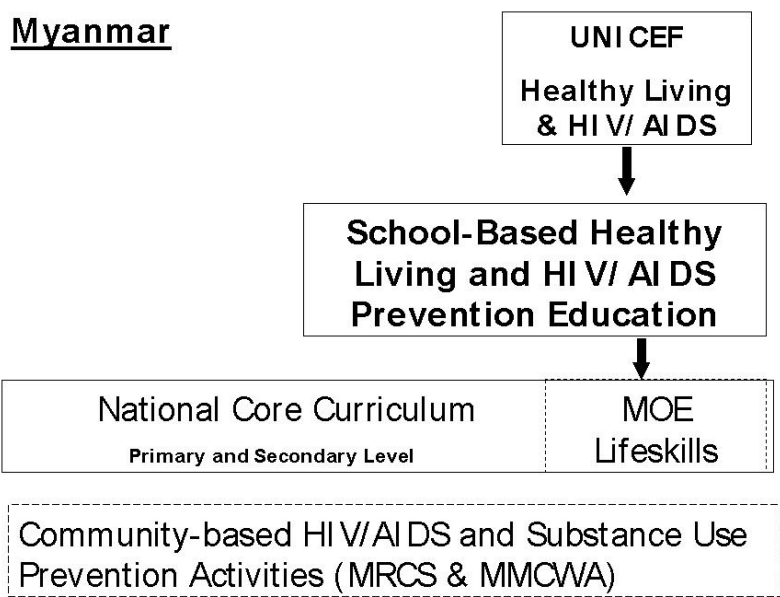 Myanmar
UNICEF
Healthy Living
& HIV/AIDS
School-Based Healthy
Living and HIV/AIDS
Prevention Education
National Core Curriculum
Primary and Secondary Level
MOE
Lifeskills
Community-based HIV/AIDS and Substance Use
Prevention Activities (MRCS & MMCWA)